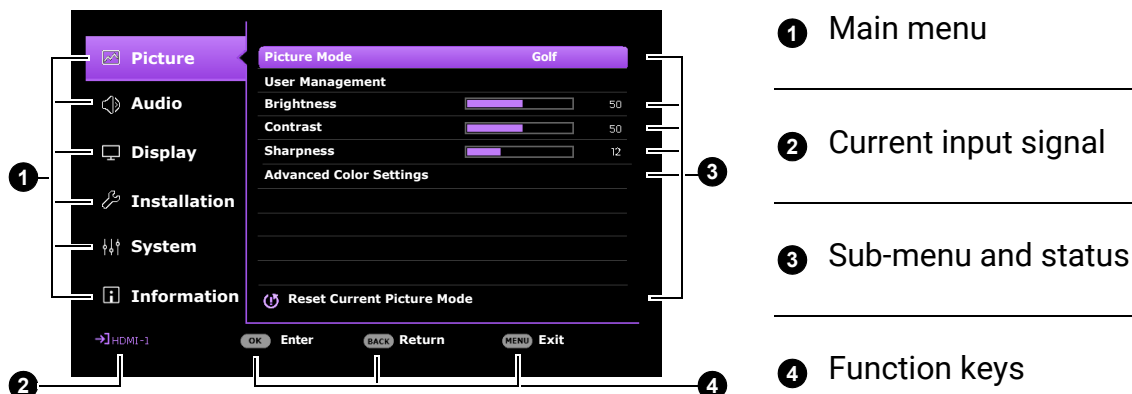 Picture
Audio
Display
Installation
System
Information
Picture Mode Golf
User Management
Brightness 50
Contrast 50
Sharpness 12
Advanced Color Settings
Reset Current Picture Mode
HDMI-1
OK Enter
BACK Return
MENU Exit
1
2
3
4
1 Main menu
2 Current input signal
3 Sub-menu and status
4 Function keys